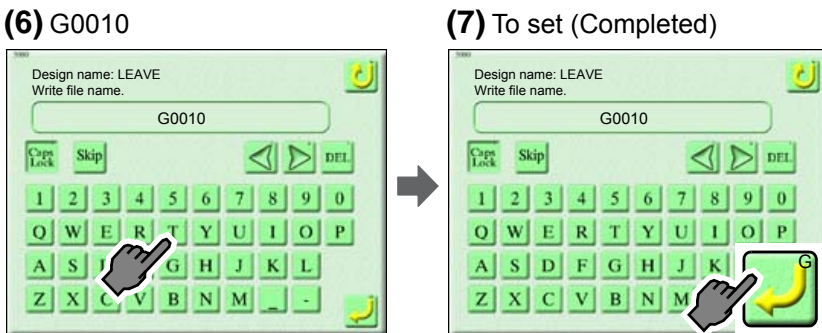 (6) G0010
Design name: LEAVE
Write file name.
G0010
Caps Lock Skip DEL
1 2 3 4 5 6 7 8 9 0
Q W E R T Y U I O P
A S G H J K L
Z X C V B N M _ -
(7) To set (Completed)
Design name: LEAVE
Write file name.
G0010
Caps Lock Skip DEL
1 2 3 4 5 6 7 8 9 0
Q W E R T Y U I O P
A S D F G H J K
Z X C V B N M
G